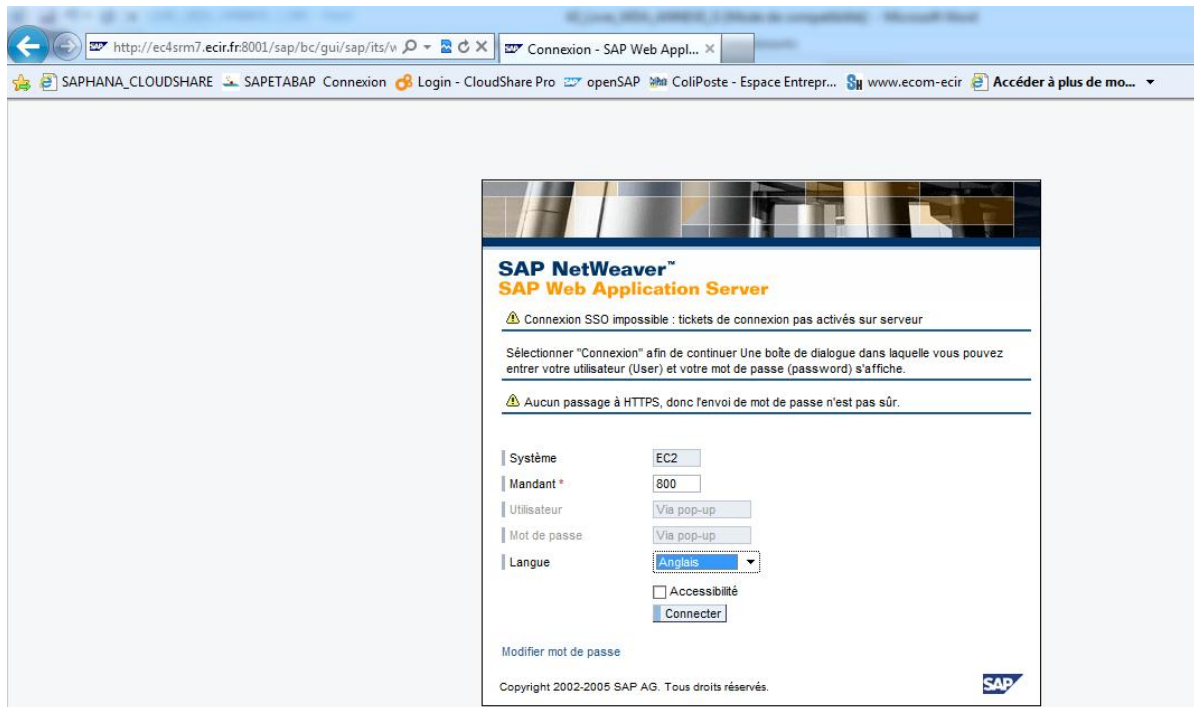 http://ec4srm7.ecir.fr:8001/sap/bc/gui/sap/its/w
Connexion - SAP Web Appl...
SAPHANA_CLOUDSHARE SAPETABAP Connexion Login - CloudShare Pro openSAP ColiPoste - Espace Entrepr... www.ecom-ecir Accéder à plus de mo...
SAP NetWeaver™
SAP Web Application Server
Connexion SSO impossible : tickets de connexion pas activés sur serveur
Sélectionner "Connexion" afin de continuer Une boîte de dialogue dans laquelle vous pouvez
entrer votre utilisateur (User) et votre mot de passe (password) s'affiche.
Aucun passage à HTTPS, donc l'envoi de mot de passe n'est pas sûr.
Système EC2
Mandant * 800
Utilisateur Via pop-up
Mot de passe Via pop-up
Langue Anglais
Accessibilité
Connecter
Modifier mot de passe
Copyright 2002-2005 SAP AG. Tous droits réservés.
SAP